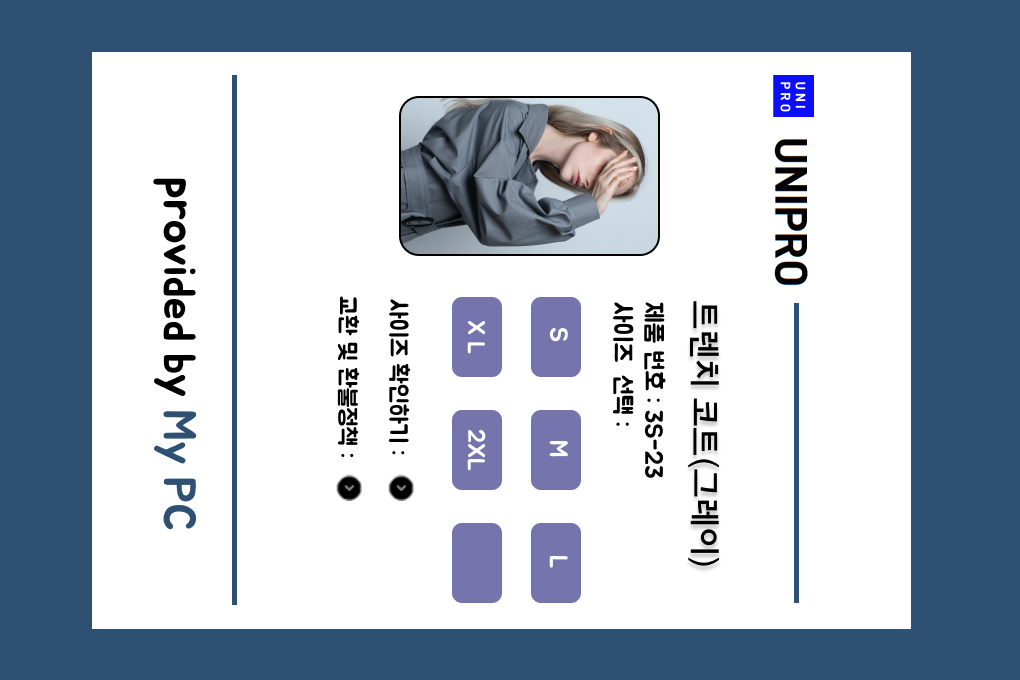 UNI
PRO
UNIPRO
트렌치 코트(그레이)
제품 번호 : 3S-23
사이즈 선택 :
S
M
L
XL
2XL
사이즈 확인하기 :
교환 및 환불정책 :
provided by My PC